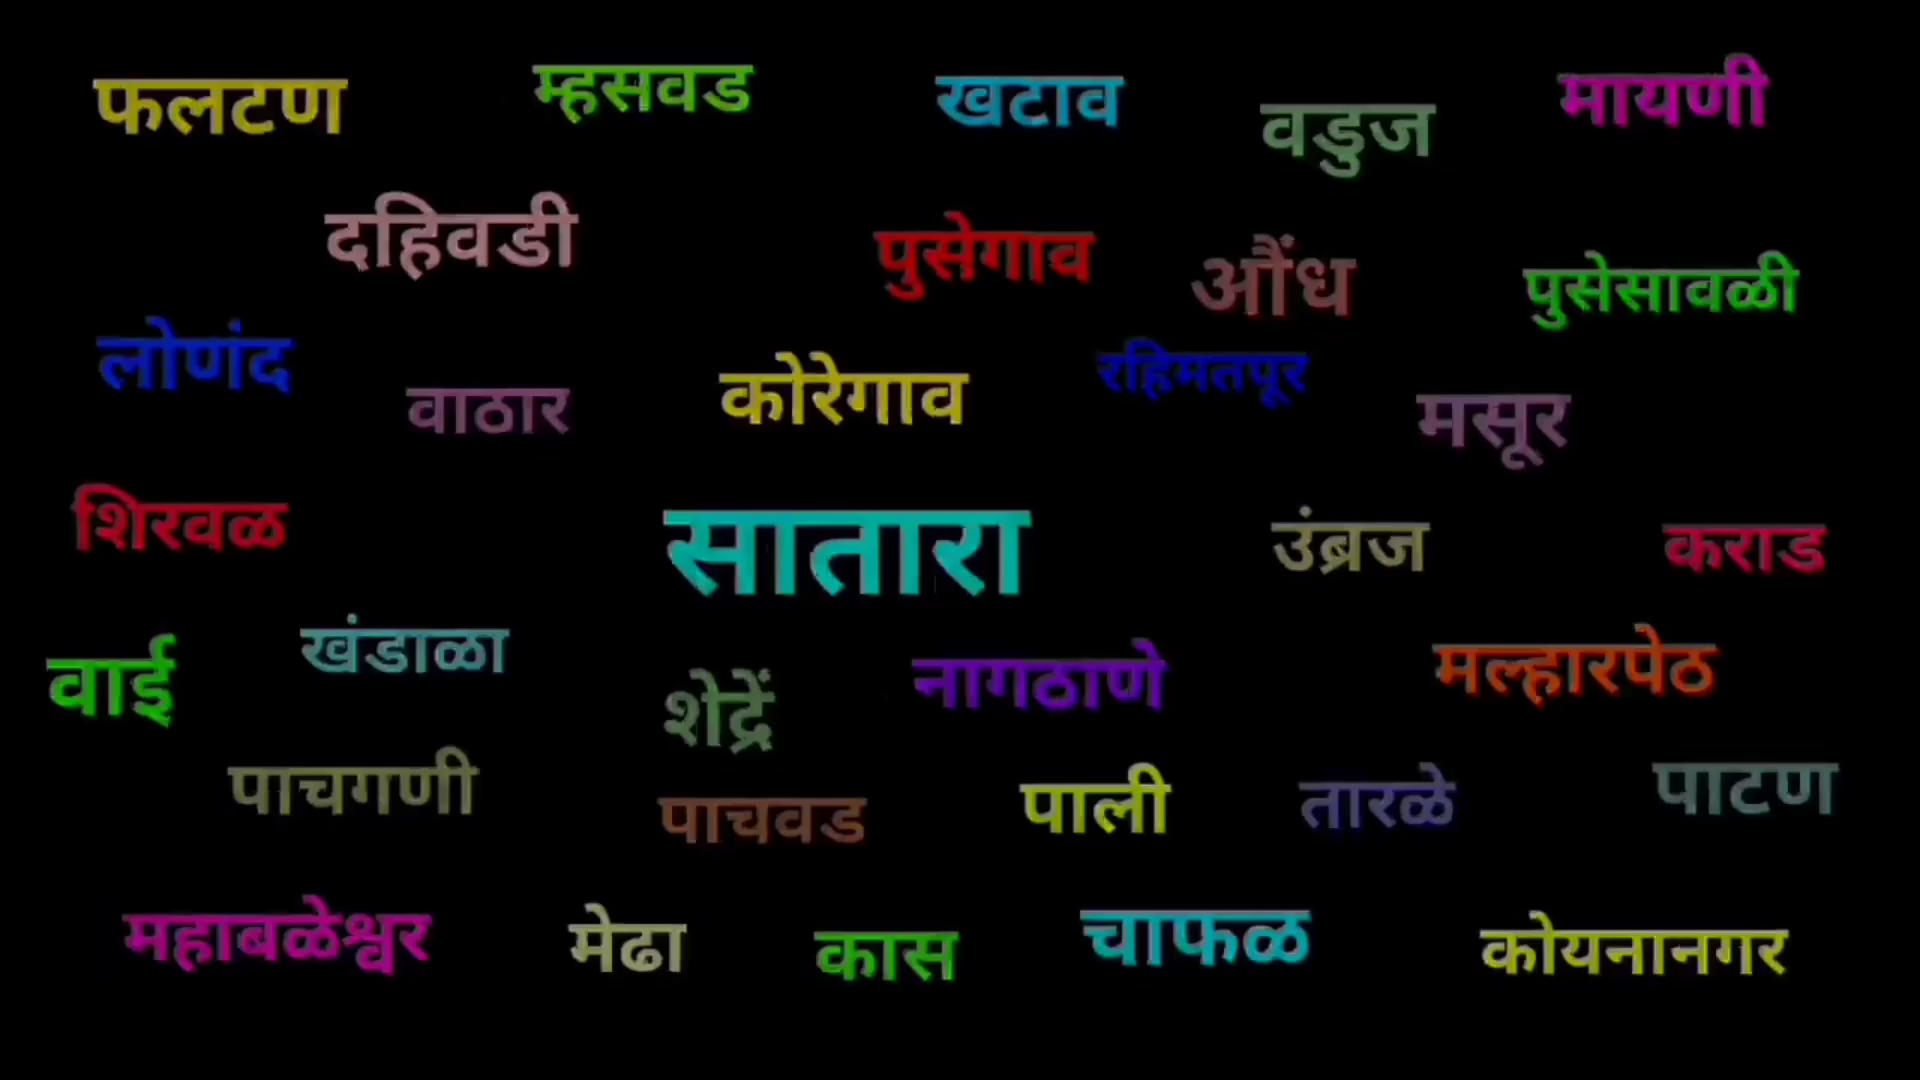 फलटण
म्हसवड
खटाव
वडुज
मायणी
दहिवडी
पुसेगाव
औंध
पुसेसावळी
लोणंद
वाठार
कोरेगाव
रहिमतपूर
मसूर
शिरवळ
सातारा
उंब्रज
कराड
वाई
खंडाळा
शेद्रें
नागठाणे
मल्हारपेठ
पाचगणी
पाचवड
पाली
तारळे
पाटण
महाबळेश्वर
मेढा
कास
चाफळ
कोयनानगर